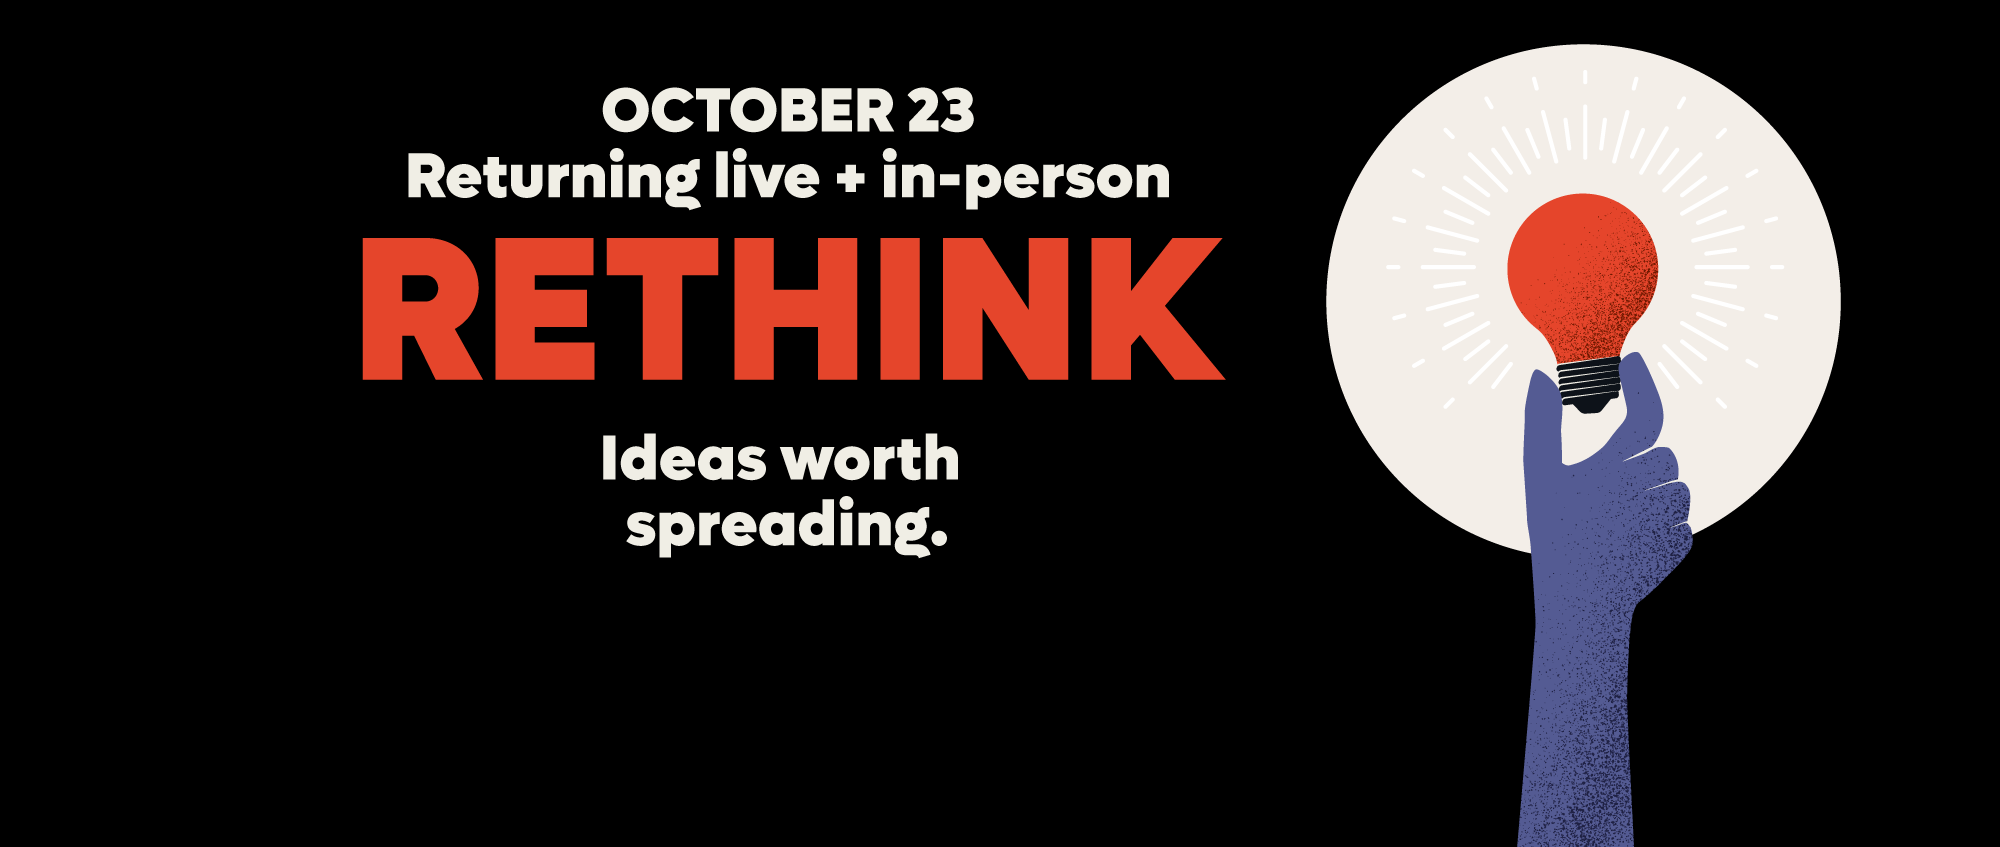 OCTOBER 23
Returning live + in-person
RETHINK
Ideas worth
spreading.